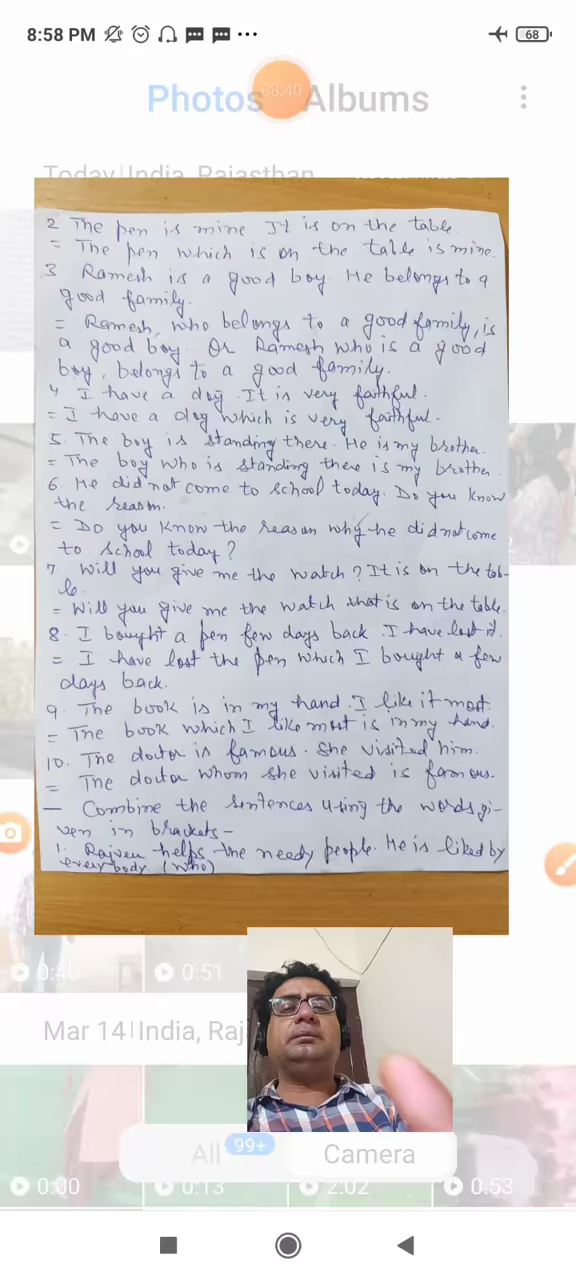 8:58 PM
68
Photos
08:40
Albums
Today India, Rajasthan
2 The pen is mine It is on the table.
= The pen which is on the table is mine.
3. Ramesh is a good boy. He belongs to a
good family.
= Ramesh, who belongs to a good family, is
a good boy. Or Ramesh who is a good
boy, belongs to a good family.
4 I have a dog. It is very faithful.
= I have a dog which is very faithful.
5. The boy is standing there. He is my brother.
= The boy who is standing there is my brother.
6. He did not come to school today. Do you know
the reason.
= Do you know the reason why he did not come
to school today?
7. Will you give me the watch? It is on the tab-
le.
= Will you give me the watch that is on the table.
8. I bought a pen few days back. I have lost it.
= I have lost the pen which I bought a few
days back.
9. The book is in my hand. I like it most.
= The book which I like most is in my hand.
10. The doctor is famous. She visited him.
= The doctor whom she visited is famous.
— Combine the sentences using the words gi-
ven in brackets-
1. Rajveer helps the needy people. He is liked by
everybody (who)
0:40
0:51
Mar 14 India, Raj
All
99+
Camera
0:00
0:13
2:02
0:53